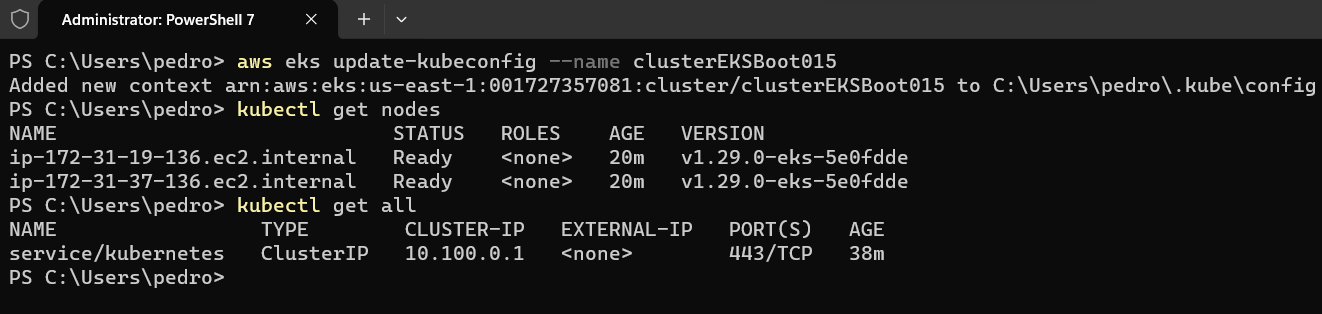 Administrator: PowerShell 7
PS C:\Users\pedro> aws eks update-kubeconfig --name clusterEKSBoot015
Added new context arn:aws:eks:us-east-1:001727357081:cluster/clusterEKSBoot015 to C:\Users\pedro\.kube\config
PS C:\Users\pedro> kubectl get nodes
NAME                            STATUS   ROLES    AGE   VERSION
ip-172-31-19-136.ec2.internal   Ready    <none>   20m   v1.29.0-eks-5e0fdde
ip-172-31-37-136.ec2.internal   Ready    <none>   20m   v1.29.0-eks-5e0fdde
PS C:\Users\pedro> kubectl get all
NAME                 TYPE        CLUSTER-IP   EXTERNAL-IP   PORT(S)   AGE
service/kubernetes   ClusterIP   10.100.0.1   <none>        443/TCP   38m
PS C:\Users\pedro>